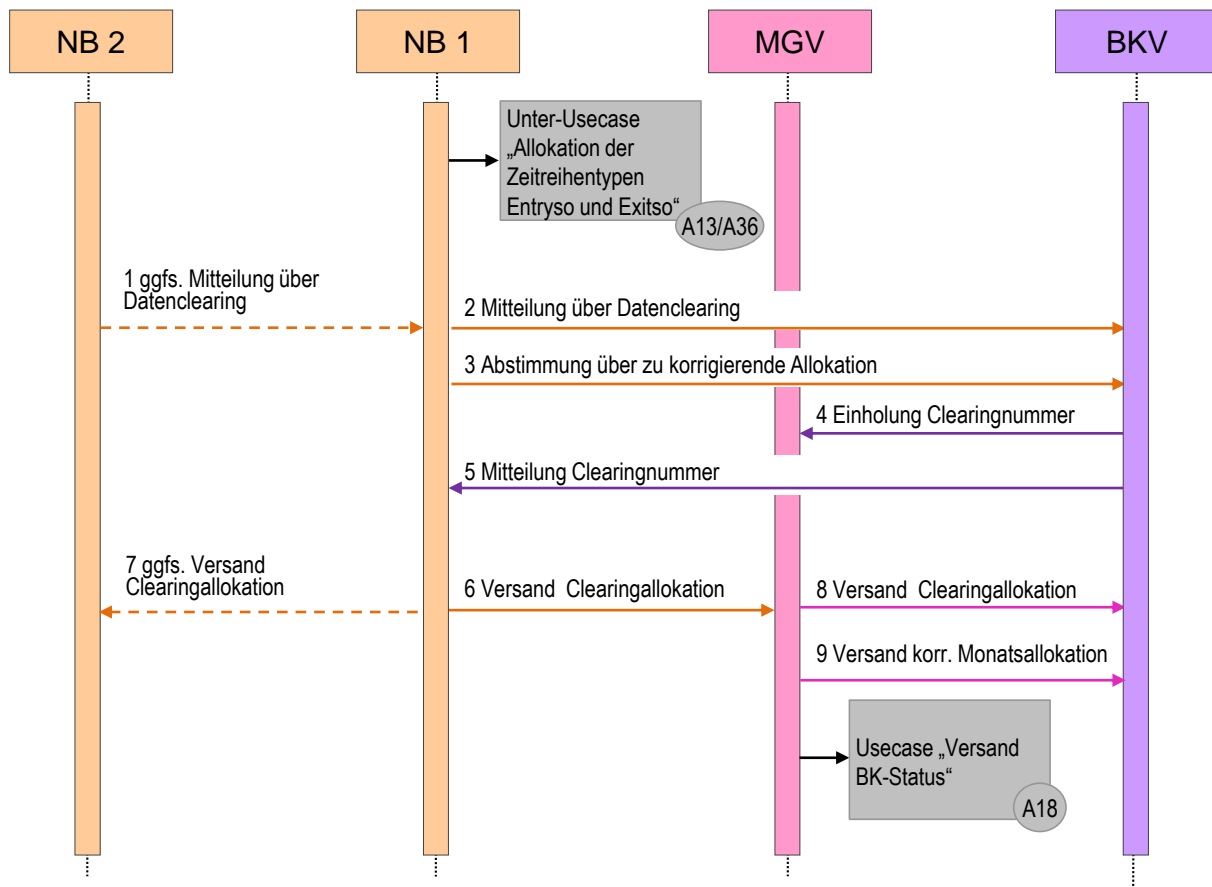 NB 2
NB 1
MGV
BKV
Unter-Usecase
„Allokation der
Zeitreihentypen
Entryso und Exitso“
A13/A36
1 ggfs. Mitteilung über
Datenclearing
2 Mitteilung über Datenclearing
3 Abstimmung über zu korrigierende Allokation
4 Einholung Clearingnummer
5 Mitteilung Clearingnummer
7 ggfs. Versand
Clearingallokation
6 Versand  Clearingallokation
8 Versand  Clearingallokation
9 Versand korr. Monatsallokation
Usecase „Versand
BK-Status“
A18